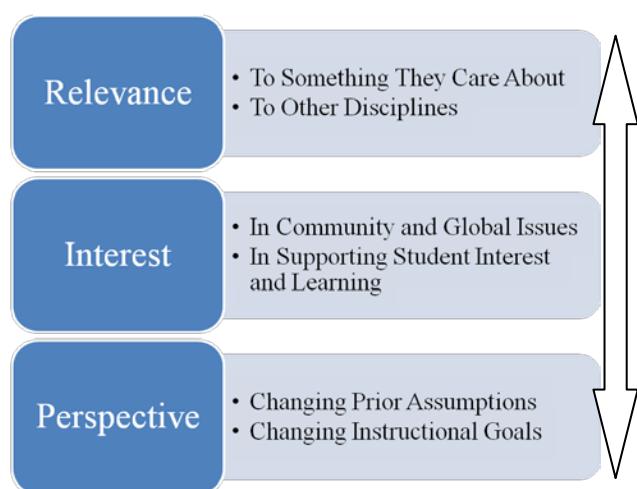 Relevance
• To Something They Care About
• To Other Disciplines
Interest
• In Community and Global Issues
• In Supporting Student Interest
and Learning
Perspective
• Changing Prior Assumptions
• Changing Instructional Goals